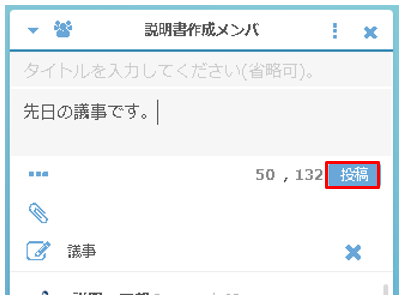 説明書作成メンバ
タイトルを入力してください(省略可)。
先日の議事です。
50 , 132 投稿
議事